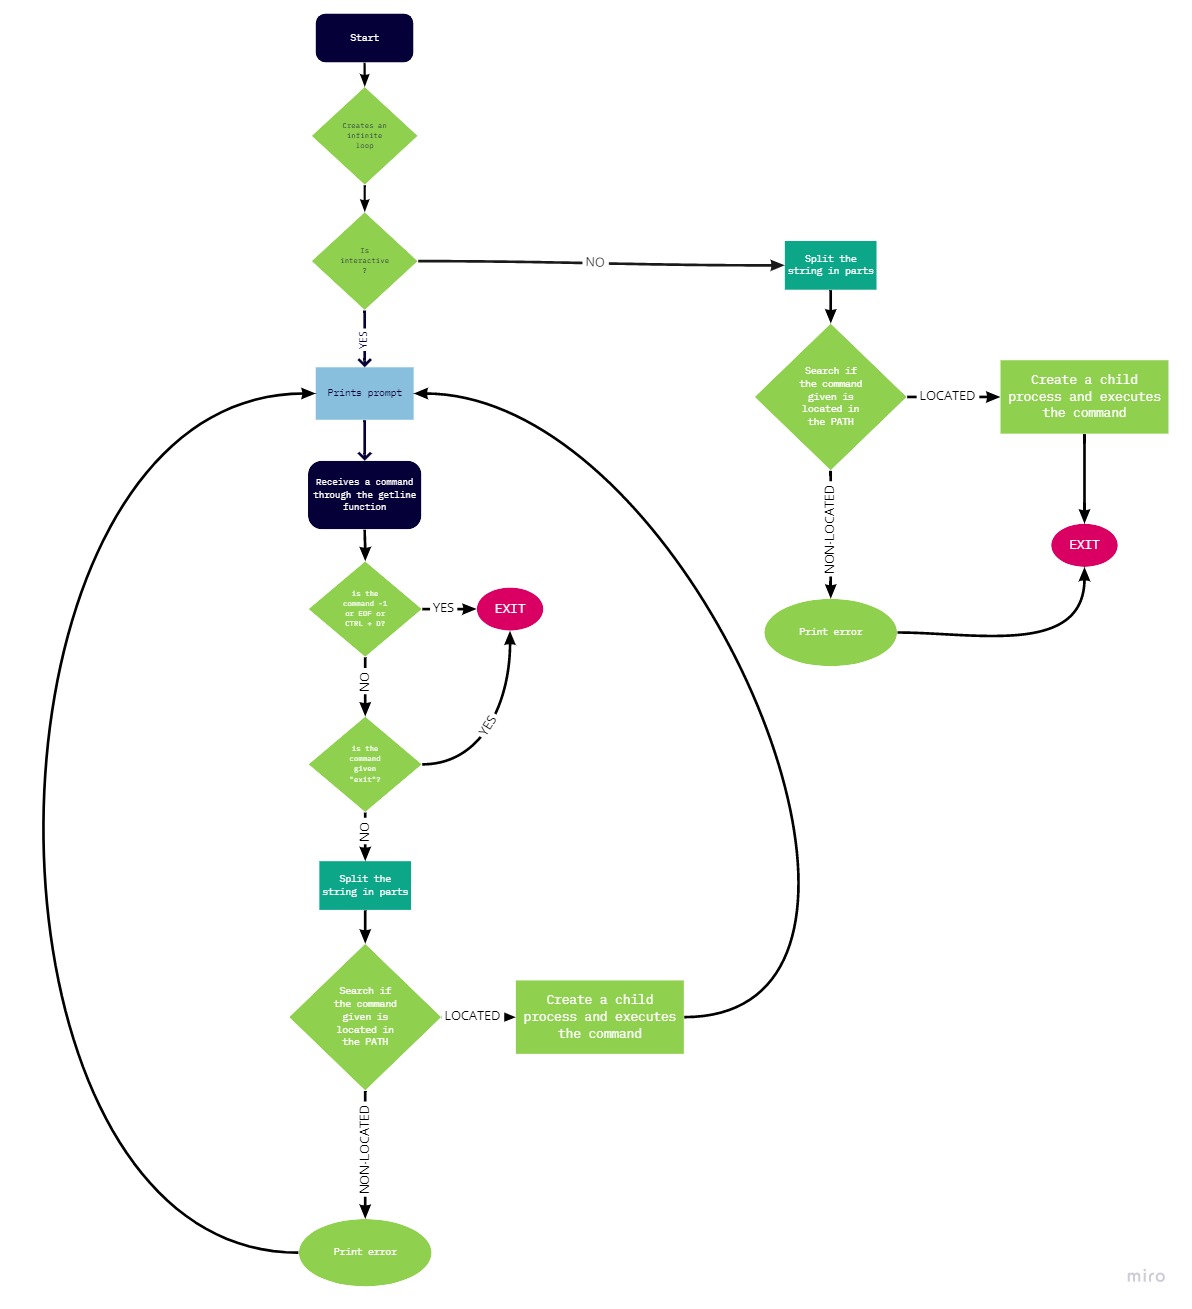 Start
Creates an
infinite
loop
Is
interactive
?
NO
Split the
string in parts
YES
Search if
the command
given is
located in
the PATH
LOCATED
Create a child
process and executes
the command
Prints prompt
Receives a command
through the getline
function
NON-LOCATED
EXIT
is the
command -1
or EOF or
CTRL + D?
YES
EXIT
Print error
NO
is the
command
given
"exit"?
YES
NO
Split the
string in parts
Search if
the command
given is
located in
the PATH
LOCATED
Create a child
process and executes
the command
NON-LOCATED
Print error
miro